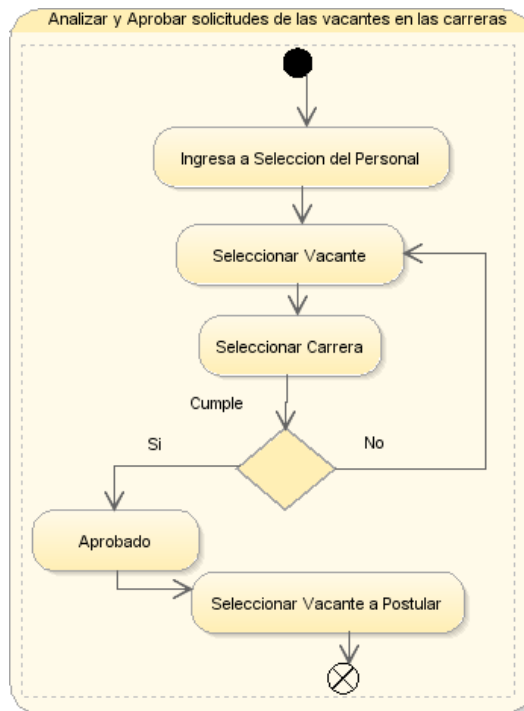 Analizar y Aprobar solicitudes de las vacantes en las carreras
Ingresa a Seleccion del Personal
Seleccionar Vacante
Seleccionar Carrera
Cumple
Si
No
Aprobado
Seleccionar Vacante a Postular